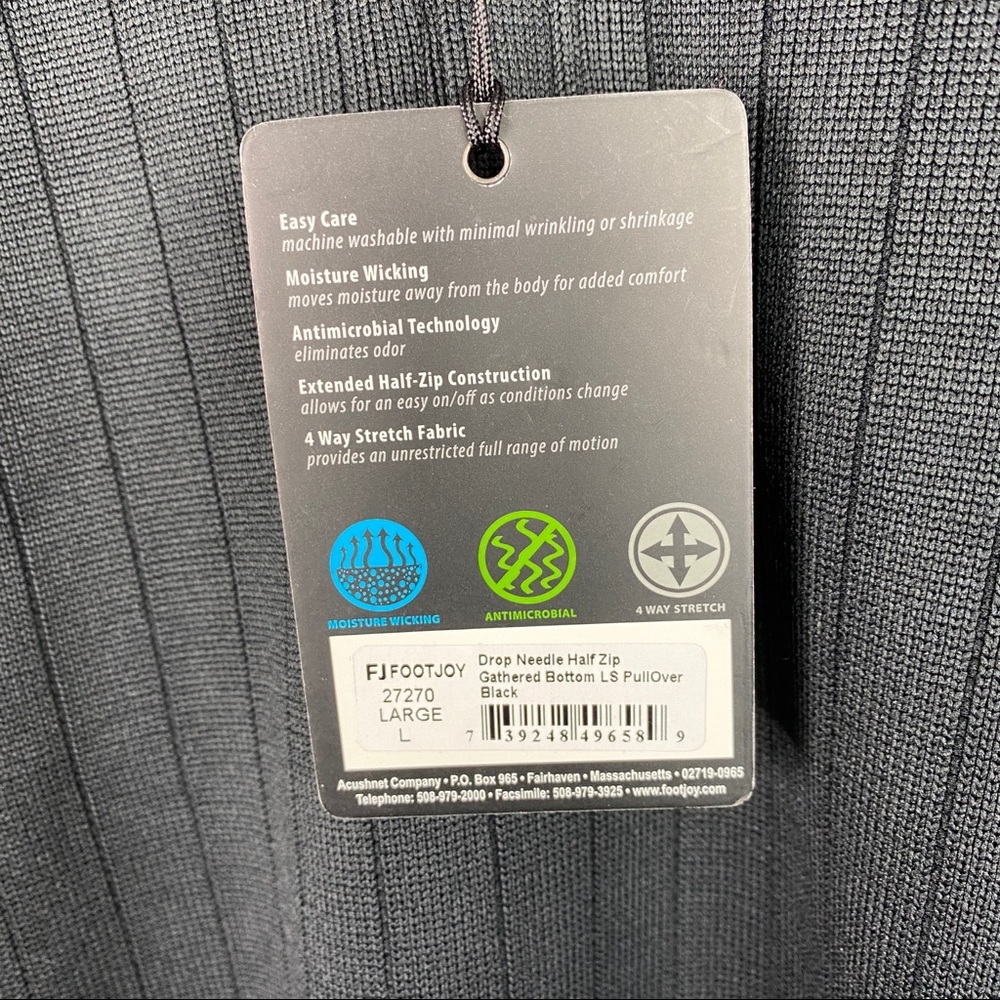 Easy Care
machine washable with minimal wrinkling or shrinkage
Moisture Wicking
moves moisture away from the body for added comfort
Antimicrobial Technology
eliminates odor
Extended Half-Zip Construction
allows for an easy on/off as conditions change
4 Way Stretch Fabric
provides an unrestricted full range of motion
MOISTURE WICKING
ANTIMICROBIAL
4 WAY STRETCH
FJ FOOTJOY
27270
LARGE
L
Drop Needle Half Zip
Gathered Bottom LS PullOver
Black
7 39248 49658 9
Acushnet Company • P.O. Box 965 • Fairhaven • Massachusetts • 02719-0965
Telephone: 508-979-2000 • Facsimile: 508-979-3925 • www.footjoy.com